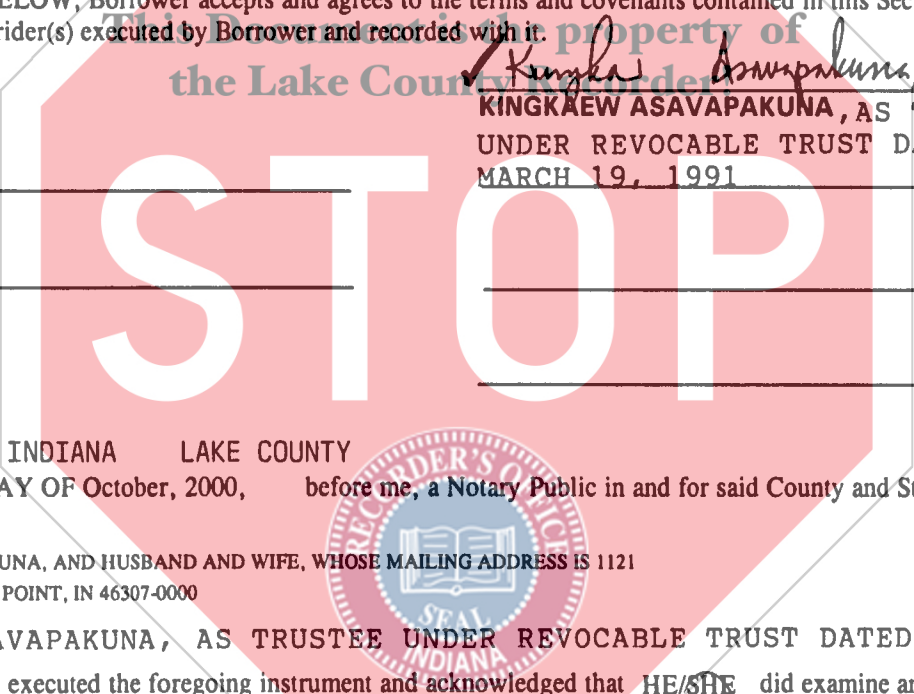 ELOW, Borrower accepts and agrees to the terms and covenants contained in this Sec
rider(s) executed by Borrower and recorded with it.
This Document is the property of
the Lake County Recorder!
Kingkaew Asavapakuna
KINGKAEW ASAVAPAKUNA, AS
UNDER REVOCABLE TRUST DA
MARCH 19, 1991
STOP
INDIANA LAKE COUNTY
AY OF October, 2000, before me, a Notary Public in and for said County and St
RECORDER'S OFFICE
UNA, AND HUSBAND AND WIFE, WHOSE MAILING ADDRESS IS 1121
POINT, IN 46307-0000
SEAL
INDIANA
AVAPAKUNA, AS TRUSTEE UNDER REVOCABLE TRUST DATED
executed the foregoing instrument and acknowledged that HE/SHE did examine an